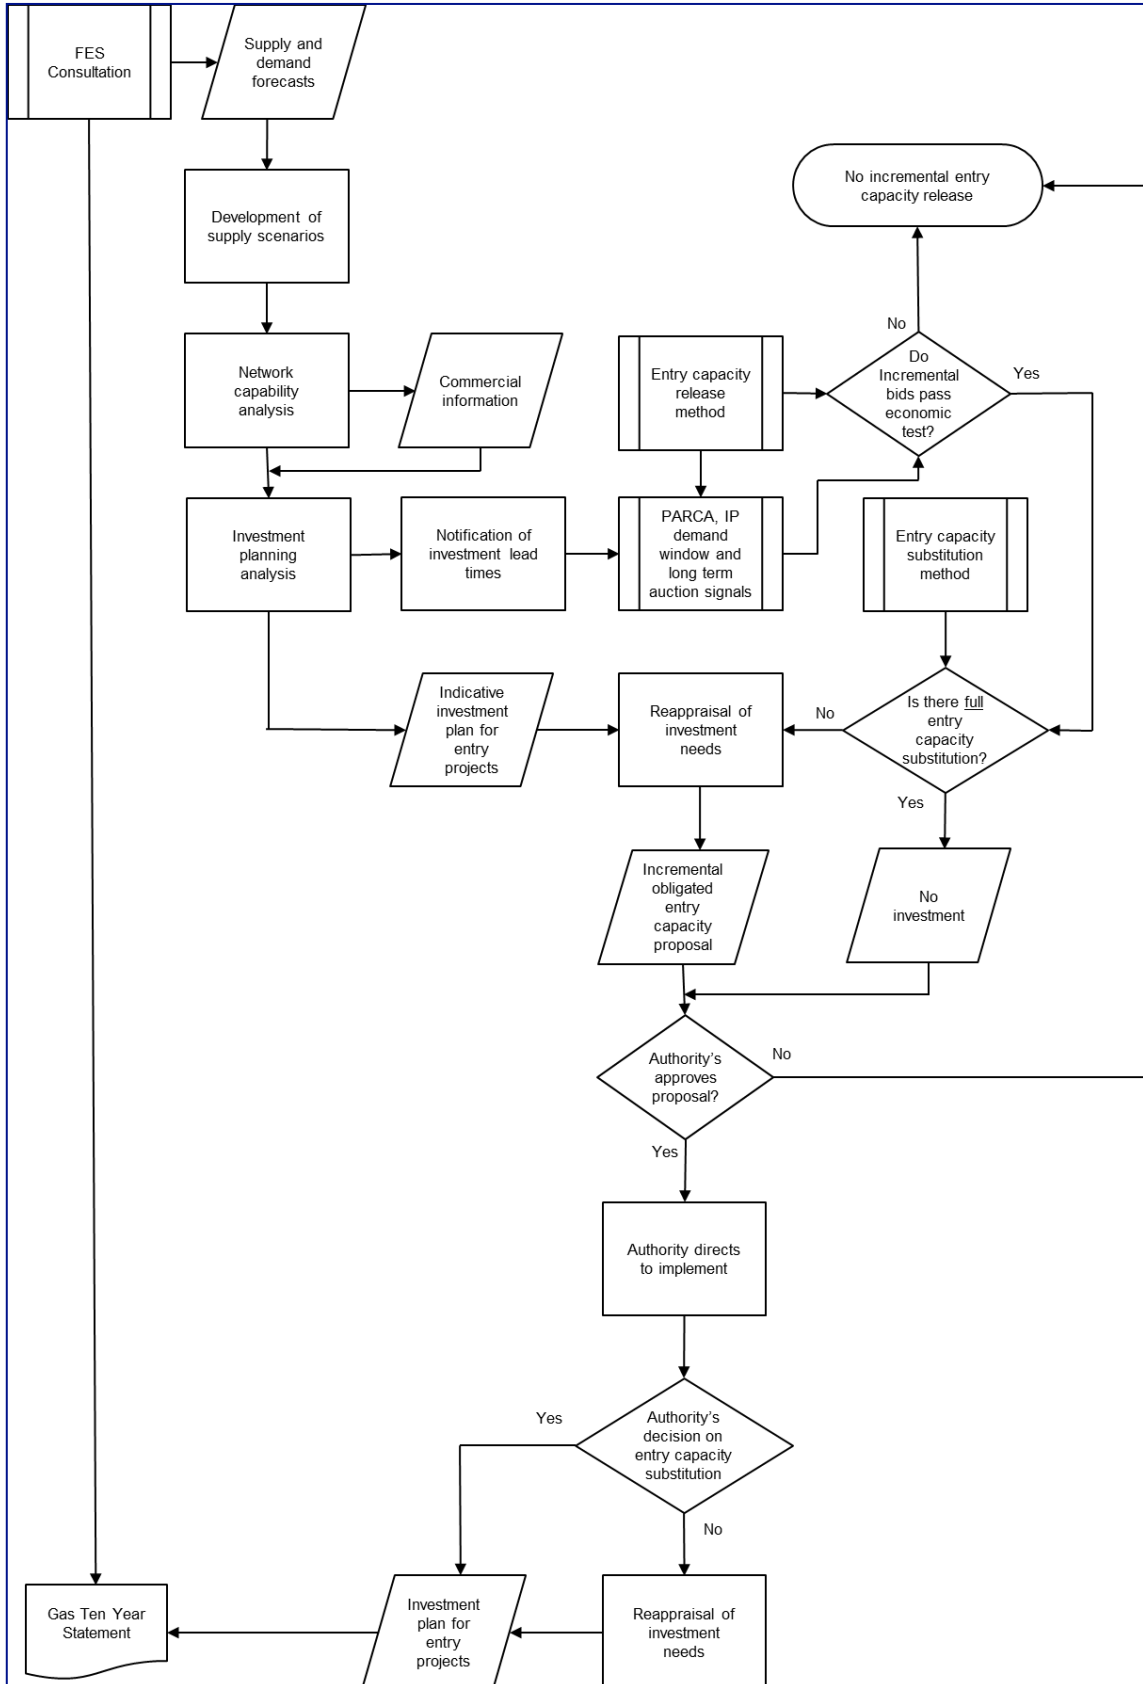 FES
Consultation
Supply and
demand
forecasts
Development of
supply scenarios
No incremental entry
capacity release
Network
capability
analysis
Commercial
information
Entry capacity
release
method
No
Do
Incremental
bids pass
economic
test?
Yes
Investment
planning
analysis
Notification of
investment lead
times
PARCA, IP
demand
window and
long term
auction signals
Entry capacity
substitution
method
Indicative
investment
plan for
entry
projects
Reappraisal of
investment
needs
No
Is there full
entry
capacity
substitution?
Yes
Incremental
obligated
entry
capacity
proposal
No
investment
Authority's
approves
proposal?
No
Yes
Authority directs
to implement
Yes
Authority's
decision on
entry capacity
substitution
No
Gas Ten Year
Statement
Investment
plan for
entry
projects
Reappraisal of
investment
needs